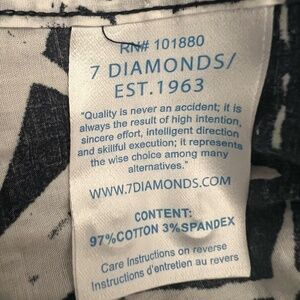 RN# 101880
7 DIAMONDS/
EST.1963
"Quality is never an accident; it is
always the result of high intention,
sincere effort, intelligent direction
and skillful execution; it represents
the wise choice among many
alternatives."
WWW.7DIAMONDS.COM
CONTENT:
97%COTTON 3%SPANDEX
Care Instructions on reverse
Instructions d'entretien au revers